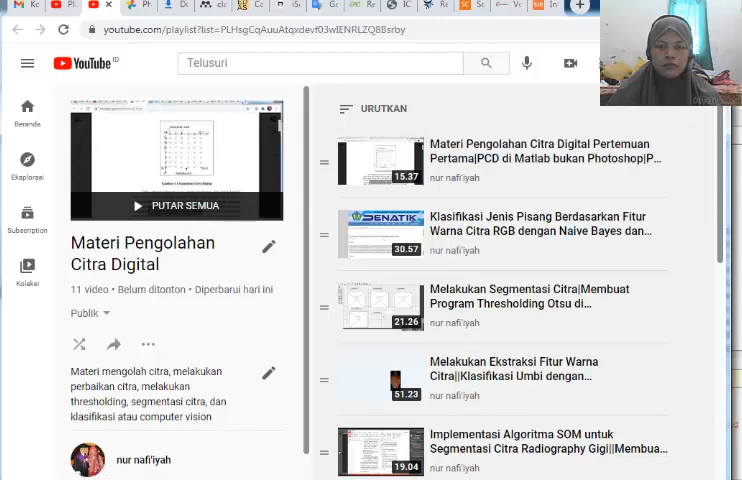 youtube.com/playlist?list=PLHsgCqAuuAtqxdevf03wIENRLZQ88srby
YouTube ID
Telusuri
Beranda
Eksplorasi
Subscription
Koleksi
PUTAR SEMUA
Materi Pengolahan
Citra Digital
11 video • Belum ditonton • Diperbarui hari ini
Publik
Materi mengolah citra, melakukan
perbaikan citra, melakukan
thresholding, segmentasi citra, dan
klasifikasi atau computer vision
nur nafi'iyah
URUTKAN
15.37
Materi Pengolahan Citra Digital Pertemuan
Pertama|PCD di Matlab bukan Photoshop|P...
nur nafi'iyah
SENATIK
30.57
Klasifikasi Jenis Pisang Berdasarkan Fitur
Warna Citra RGB dengan Naive Bayes dan...
nur nafi'iyah
21.26
Melakukan Segmentasi Citra|Membuat
Program Thresholding Otsu di...
nur nafi'iyah
51.23
Melakukan Ekstraksi Fitur Warna
Citra||Klasifikasi Umbi dengan...
nur nafi'iyah
19.04
Implementasi Algoritma SOM untuk
Segmentasi Citra Radiography Gigi||Membua...
nur nafi'iyah